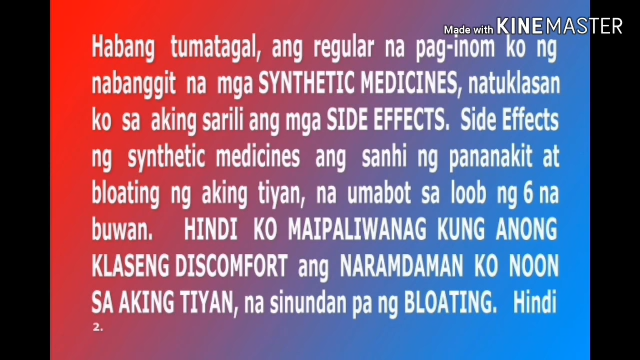 Made with KINEMASTER
Habang tumatagal, ang regular na pag-inom ko ng
nabanggit na mga SYNTHETIC MEDICINES, natuklasan
ko sa aking sarili ang mga SIDE EFFECTS. Side Effects
ng synthetic medicines ang sanhi ng pananakit at
bloating ng aking tiyan, na umabot sa loob ng 6 na
buwan. HINDI KO MAIPALIWANAG KUNG ANONG
KLASENG DISCOMFORT ang NARAMDAMAN KO NOON
SA AKING TIYAN, na sinundan pa ng BLOATING. Hindi
2.